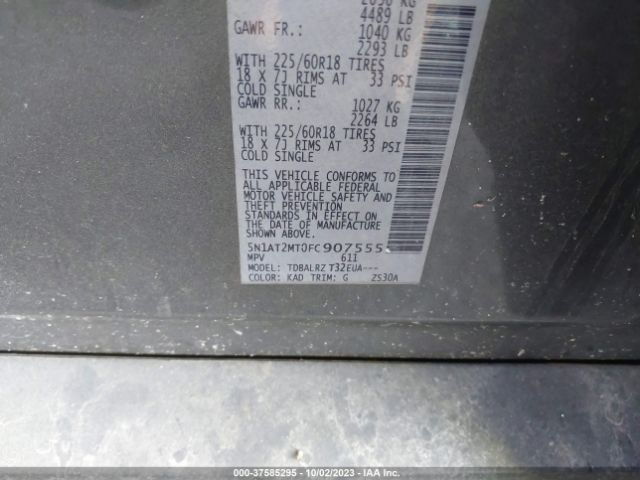 4489 LB
GAWR FR.: 1040 KG
2293 LB
WITH 225/60R18 TIRES
18 X 7J RIMS AT 33 PSI
COLD SINGLE
GAWR RR.: 1027 KG
2264 LB
WITH 225/60R18 TIRES
18 X 7J RIMS AT 33 PSI
COLD SINGLE
THIS VEHICLE CONFORMS TO
ALL APPLICABLE FEDERAL
MOTOR VEHICLE SAFETY AND
THEFT PREVENTION
STANDARDS IN EFFECT ON
THE DATE OF MANUFACTURE
SHOWN ABOVE.
5N1AT2MT0FC907555
MPV 611
MODEL: TDBALRZ T32EUA---
COLOR: KAD TRIM: G ZS30A
000-37585295 - 10/02/2023 - IAA Inc.